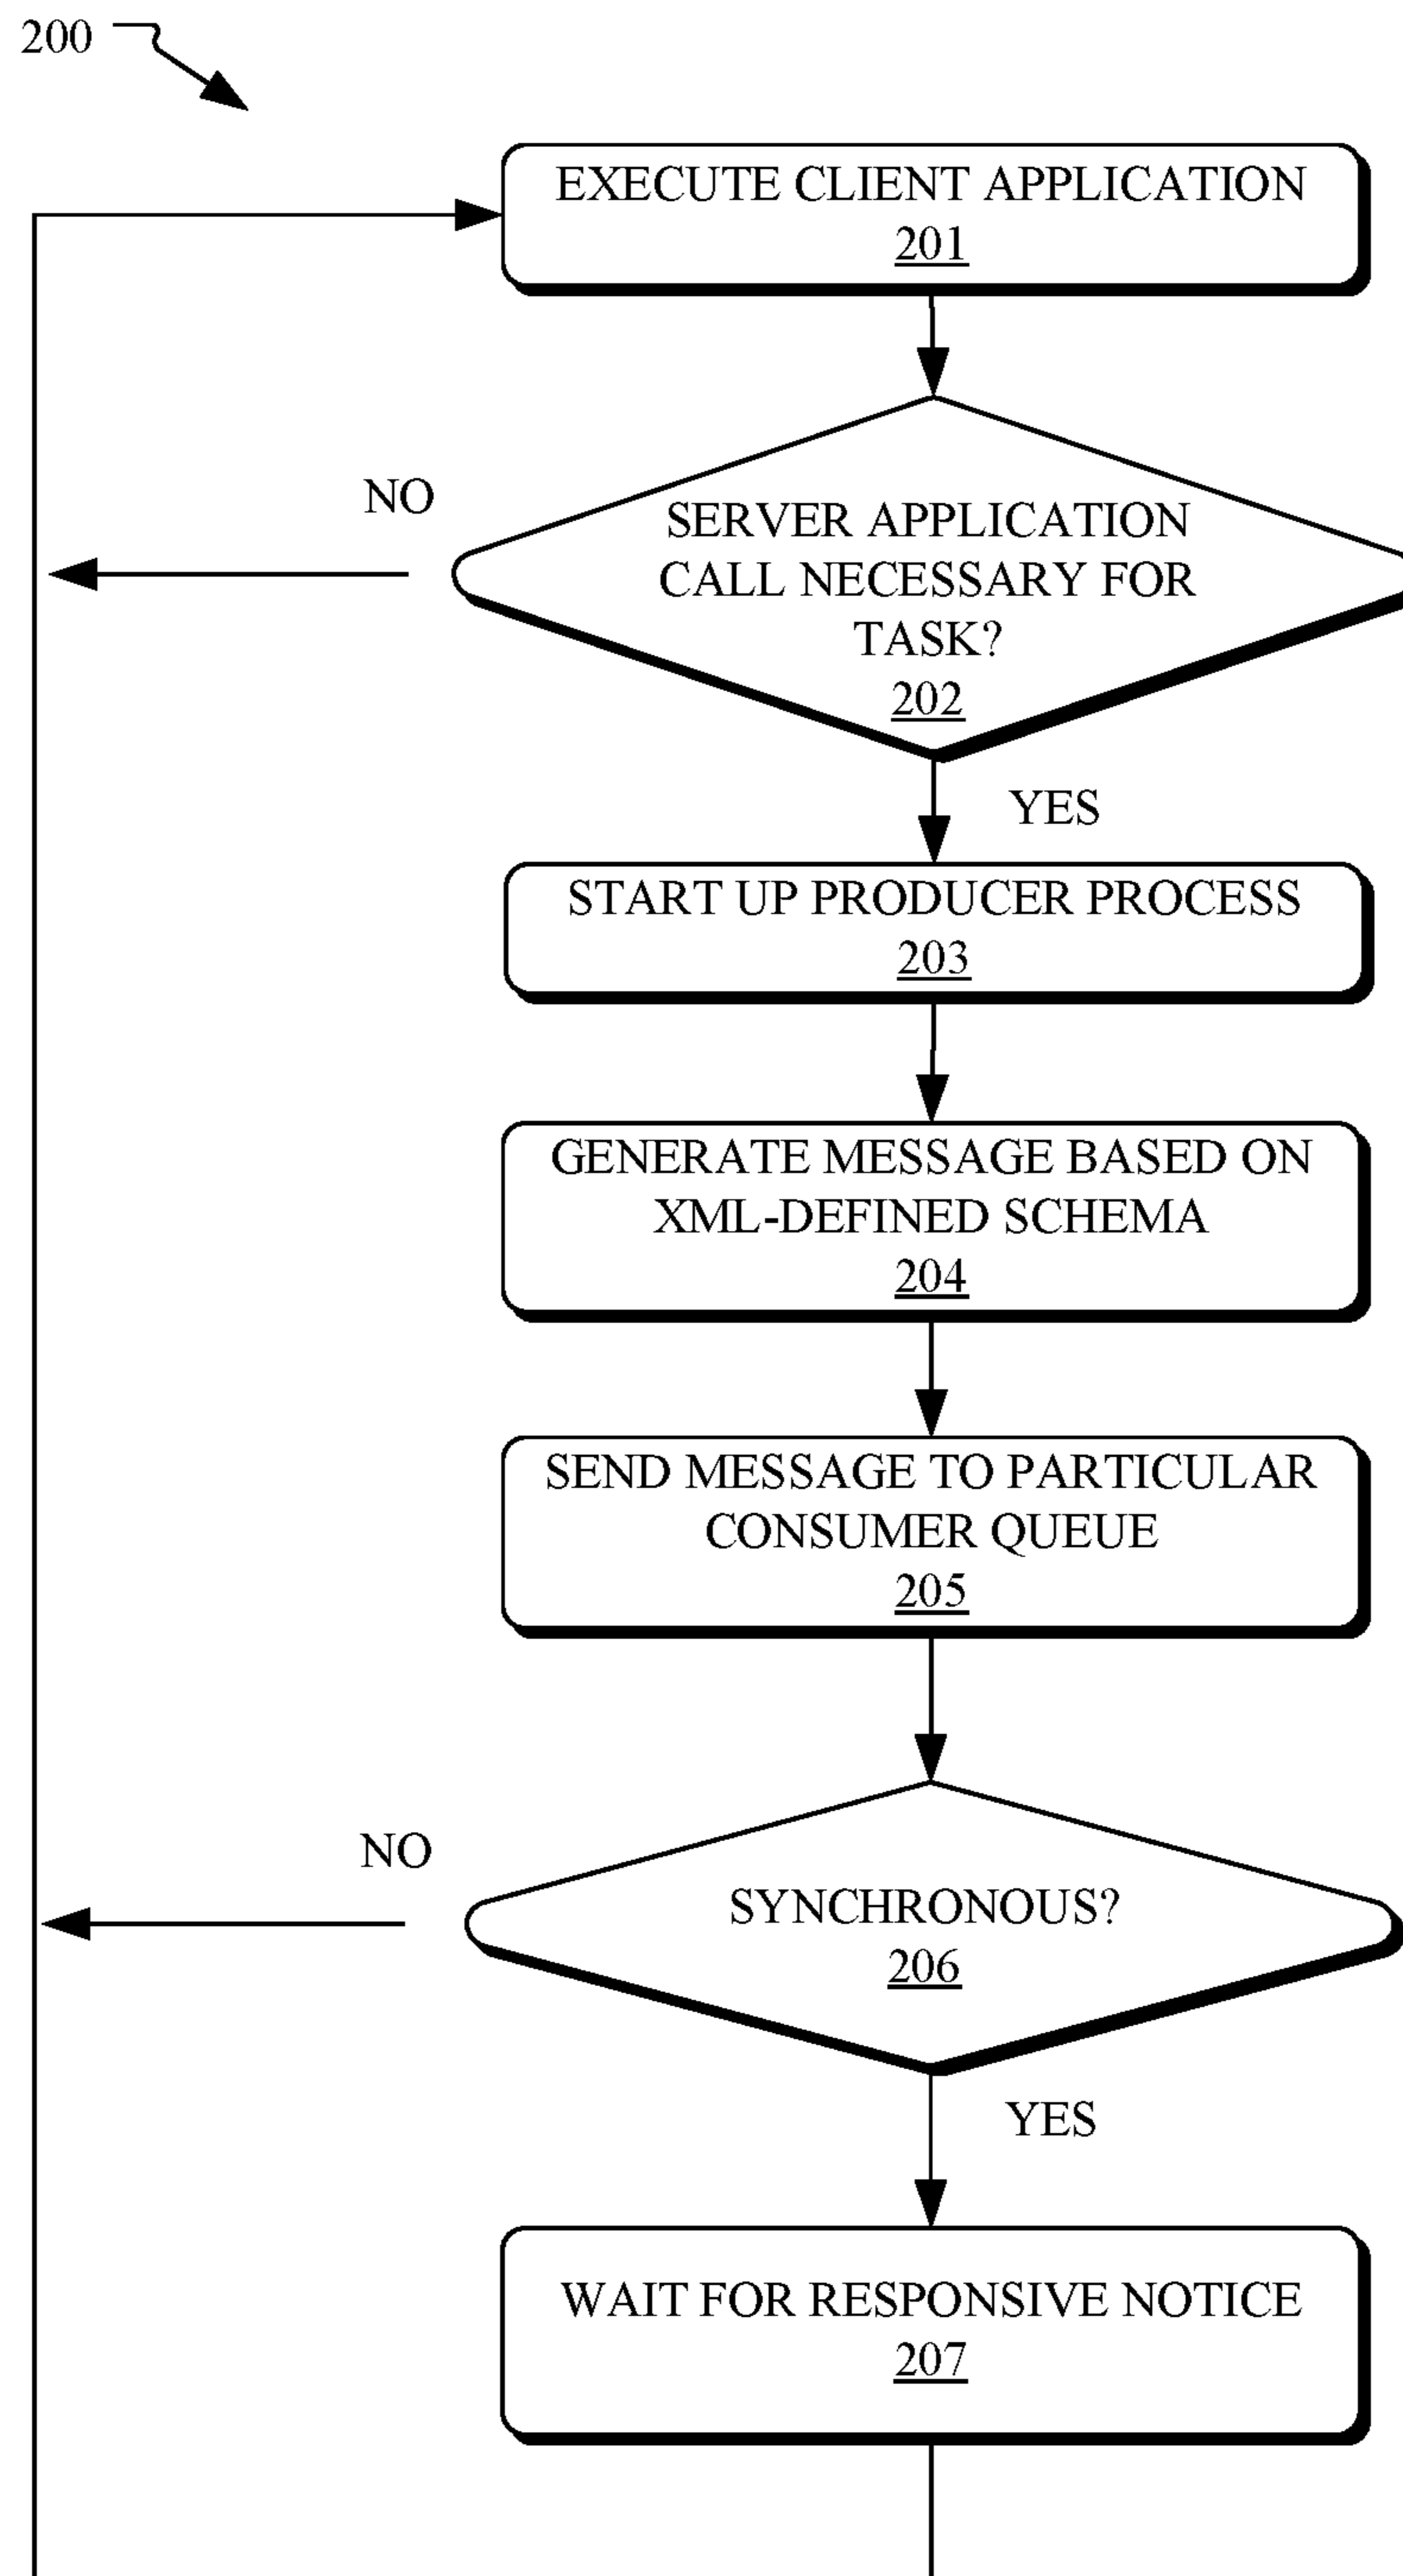 200
EXECUTE CLIENT APPLICATION
201
NO
SERVER APPLICATION
CALL NECESSARY FOR
TASK?
202
YES
START UP PRODUCER PROCESS
203
GENERATE MESSAGE BASED ON
XML-DEFINED SCHEMA
204
SEND MESSAGE TO PARTICULAR
CONSUMER QUEUE
205
NO
SYNCHRONOUS?
206
YES
WAIT FOR RESPONSIVE NOTICE
207